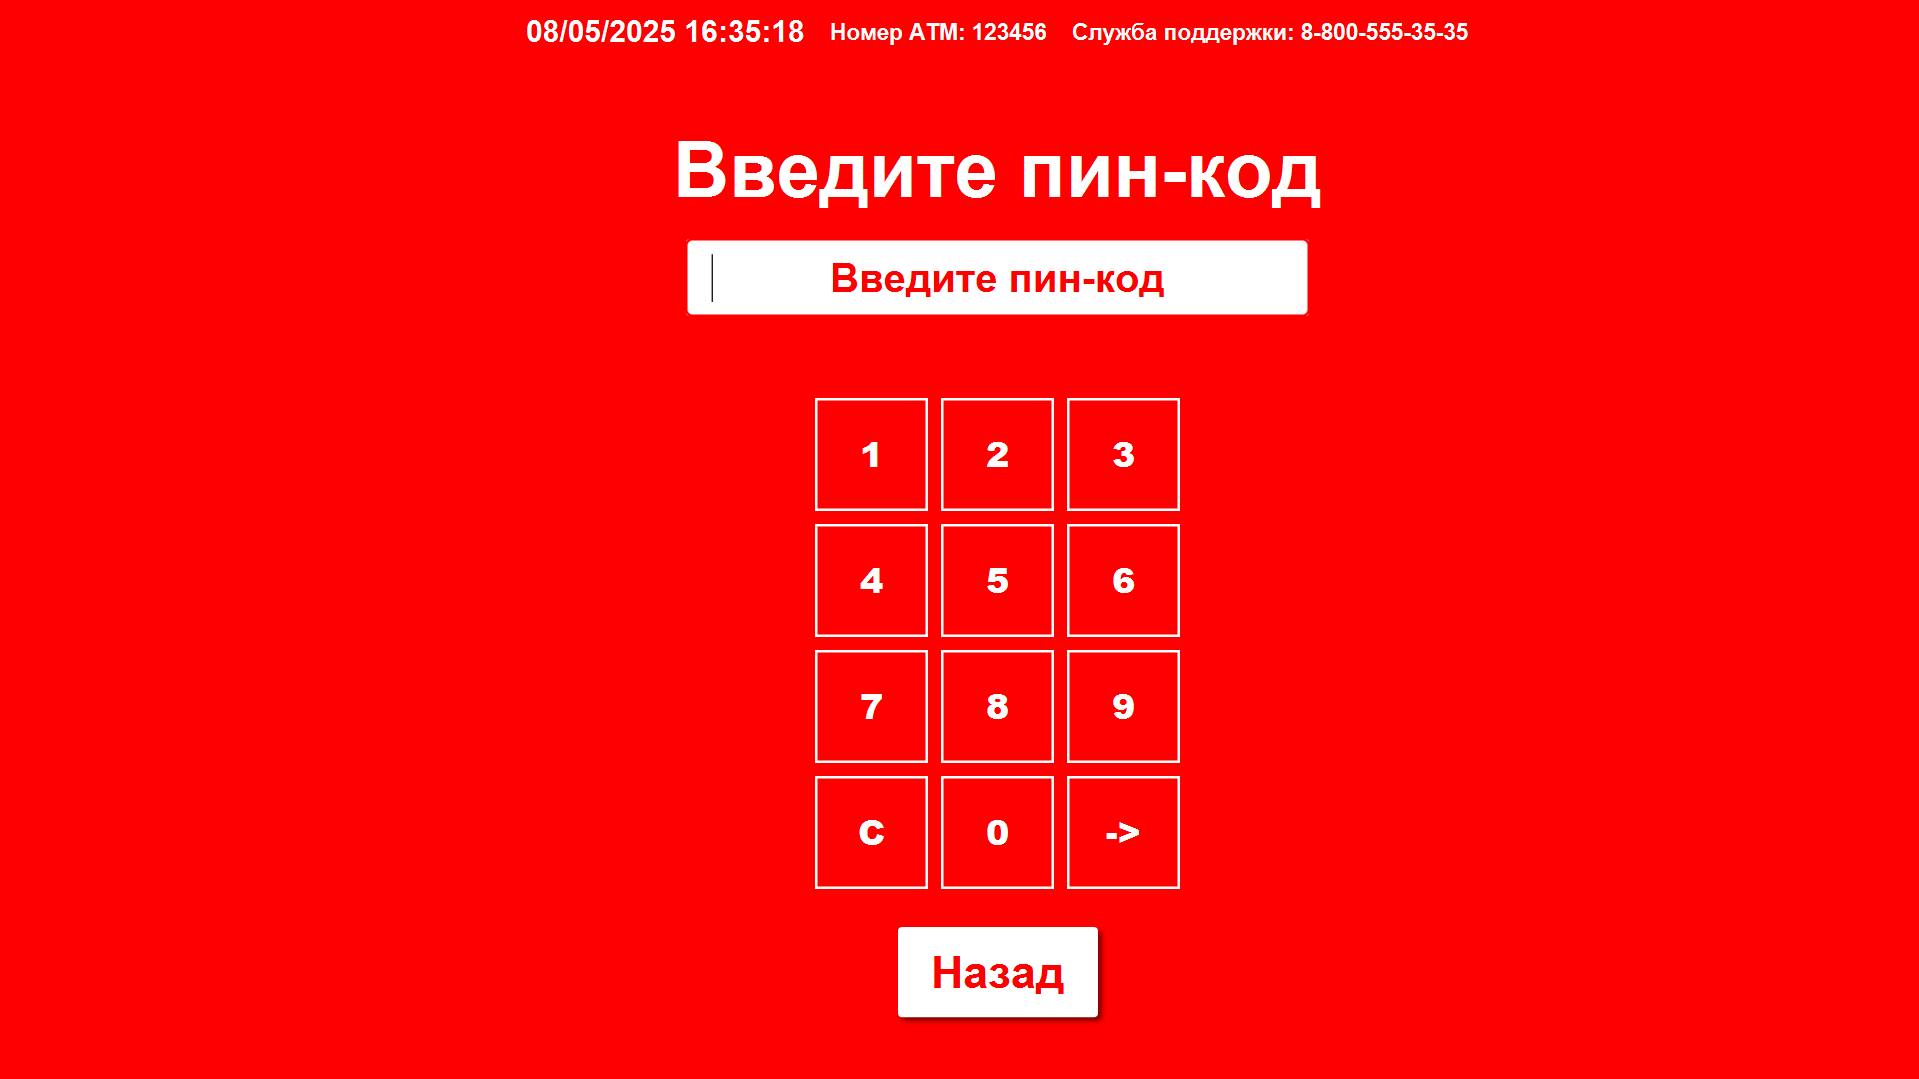 08/05/2025 16:35:18 Номер АТМ: 123456 Служба поддержки: 8-800-555-35-35
Введите пин-код
Введите пин-код
1 2 3
4 5 6
7 8 9
C 0 ->
Назад